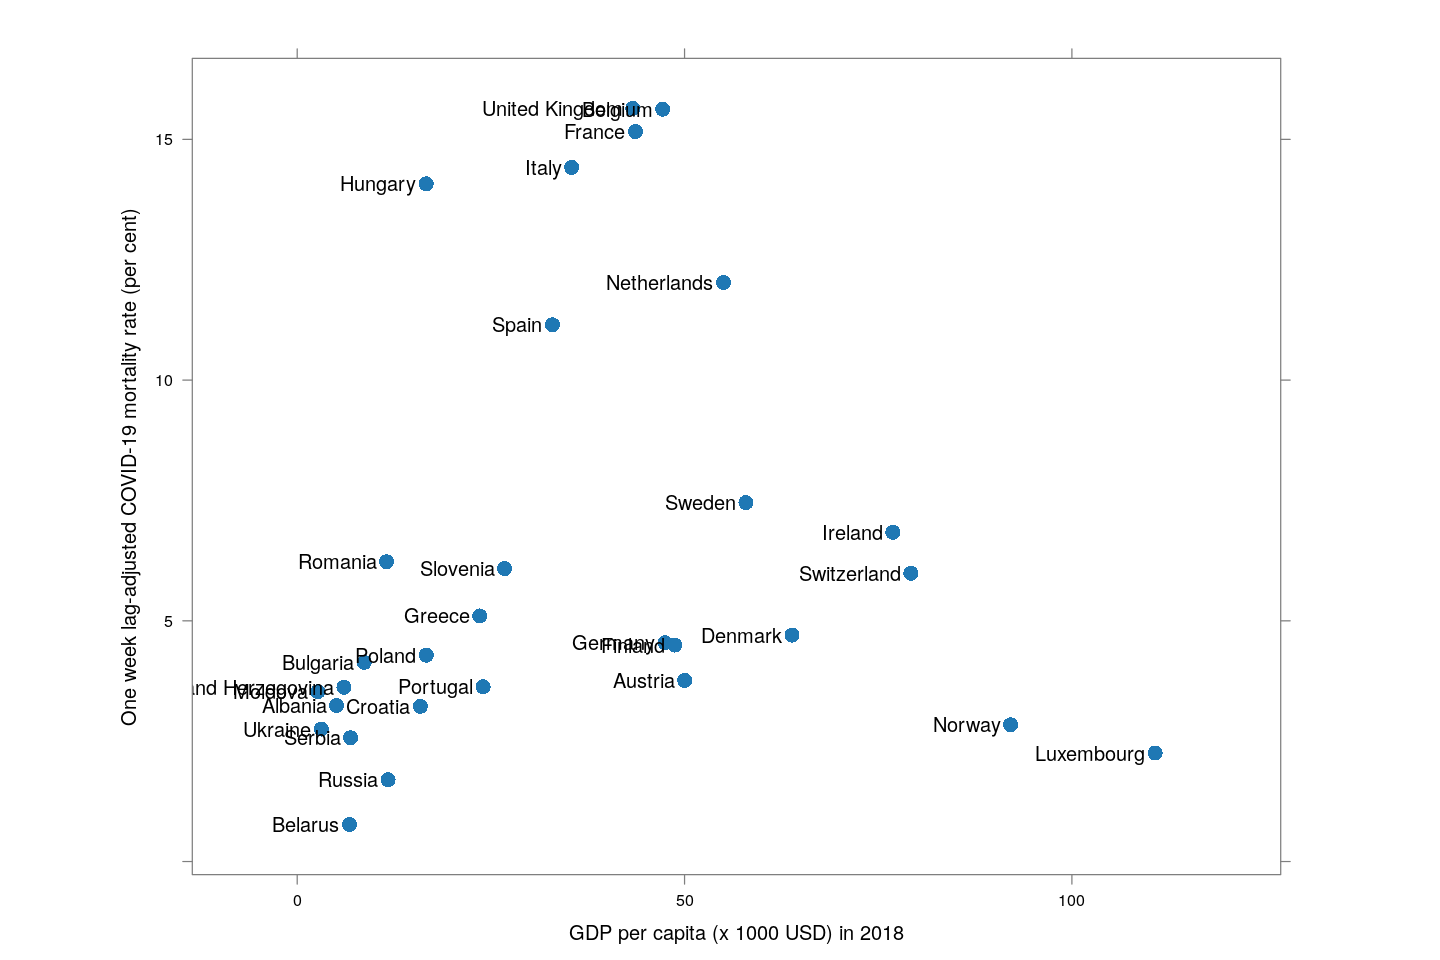 United Kingdom
Belgium
France
Italy
Hungary
Netherlands
Spain
Sweden
Ireland
Romania
Slovenia
Switzerland
Greece
Denmark
Germany
Finland
Poland
Bulgaria
Austria
Portugal
and Herzegovina
Moldova
Albania
Croatia
Norway
Ukraine
Serbia
Luxembourg
Russia
Belarus
15
10
5
0
50
100
GDP per capita (x 1000 USD) in 2018
One week lag-adjusted COVID-19 mortality rate (per cent)